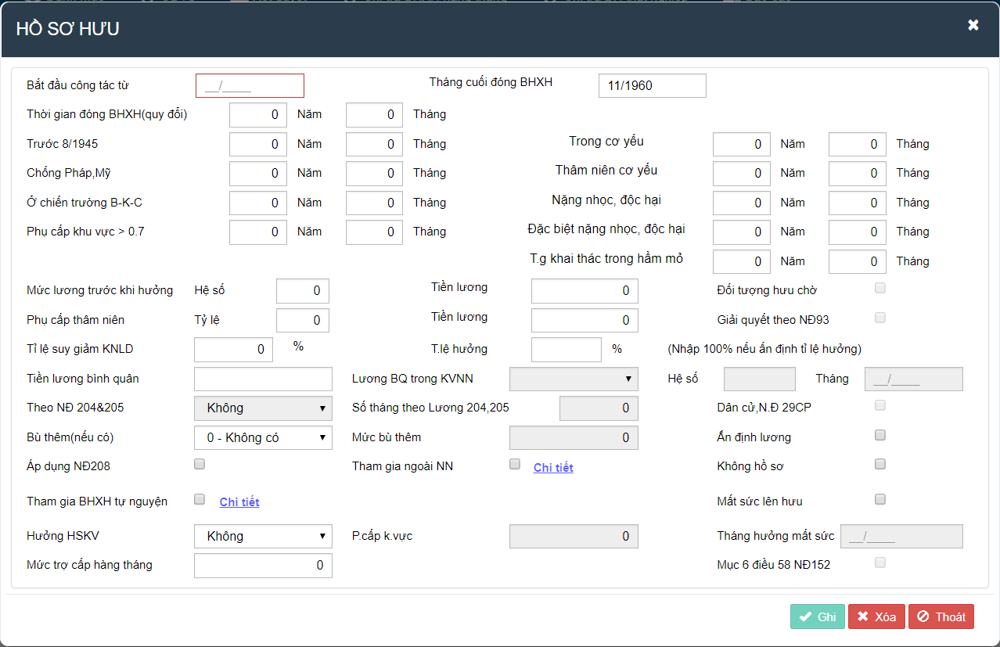 HỒ SƠ HƯU
Bắt đầu công tác từ __/____ Tháng cuối đóng BHXH 11/1960
Thời gian đóng BHXH(quy đổi) 0 Năm 0 Tháng
Trước 8/1945 0 Năm 0 Tháng Trong cơ yếu 0 Năm 0 Tháng
Chống Pháp,Mỹ 0 Năm 0 Tháng Thâm niên cơ yếu 0 Năm 0 Tháng
Ở chiến trường B-K-C 0 Năm 0 Tháng Nặng nhọc, độc hại 0 Năm 0 Tháng
Phụ cấp khu vực > 0.7 0 Năm 0 Tháng Đặc biệt nặng nhọc, độc hại 0 Năm 0 Tháng
T.g khai thác trong hầm mỏ 0 Năm 0 Tháng
Mức lương trước khi hưởng Hệ số 0 Tiền lương 0 Đối tượng hưu chờ
Phụ cấp thâm niên Tỷ lệ 0 Tiền lương 0 Giải quyết theo NĐ93
Tỉ lệ suy giảm KNLD 0 % T.lệ hưởng % (Nhập 100% nếu ấn định tỉ lệ hưởng)
Tiền lương bình quân Lương BQ trong KVNN Hệ số Tháng __/____
Theo NĐ 204&205 Không Số tháng theo Lương 204,205 0 Dân cử,N.Đ 29CP
Bù thêm(nếu có) 0 - Không có Mức bù thêm 0 Ấn định lương
Áp dụng NĐ208 Tham gia ngoài NN Chi tiết Không hồ sơ
Tham gia BHXH tự nguyện Chi tiết Mất sức lên hưu
Hưởng HSKV Không P.cấp k.vực 0 Tháng hưởng mất sức __/____
Mức trợ cấp hàng tháng 0 Mục 6 điều 58 NĐ152
Ghi Xóa Thoát